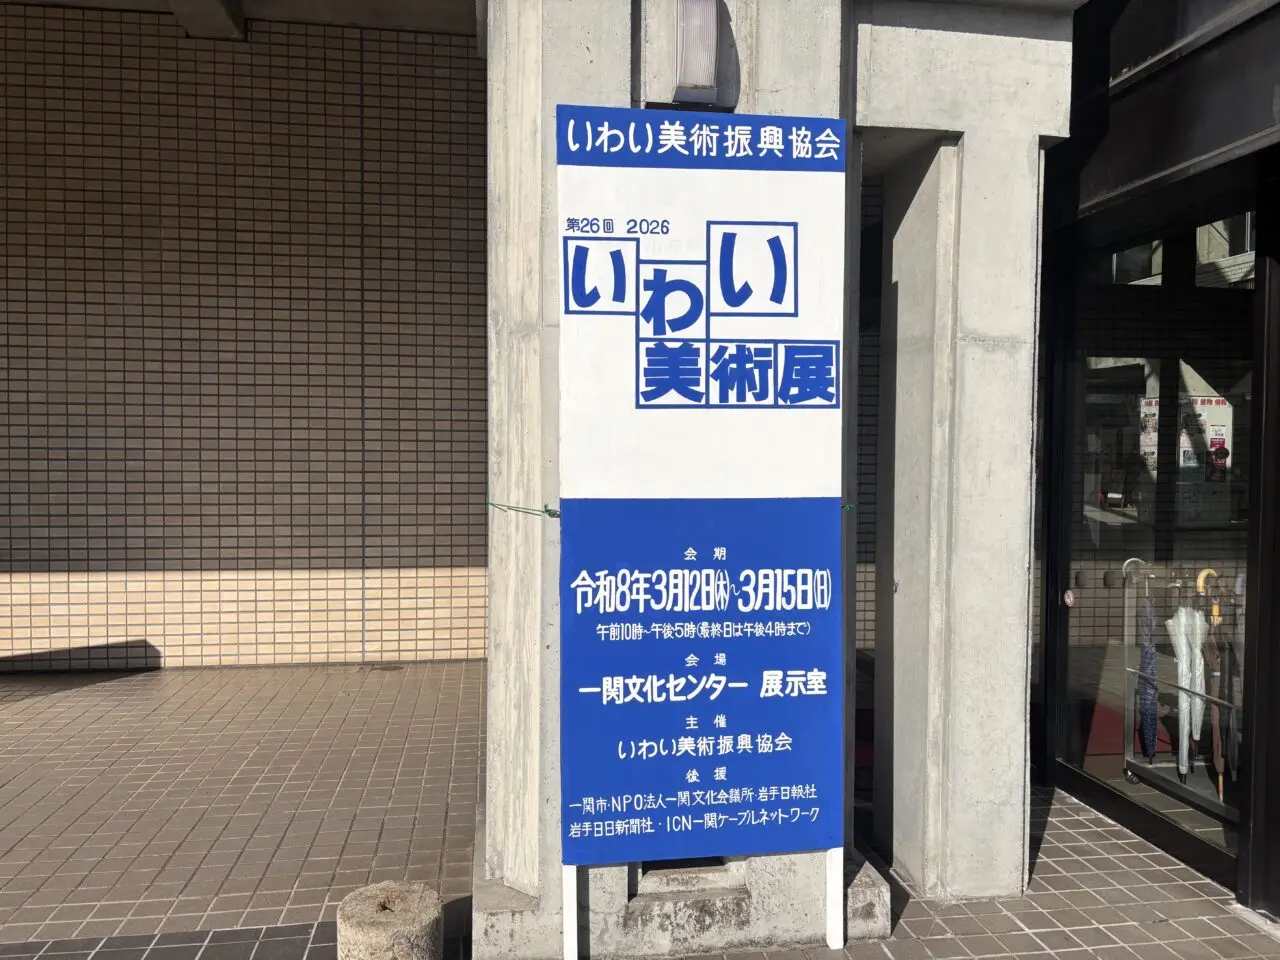 いわい美術振興協会
第26回 2026
いわい
美術展
会期
令和8年3月12日(木)~3月15日(日)
午前10時~午後5時(最終日は午後4時まで)
会場
一関文化センター 展示室
主催
いわい美術振興協会
後援
一関市・NPO法人一関文化会議所・岩手日報社
岩手日日新聞社・ICN一関ケーブルネットワーク